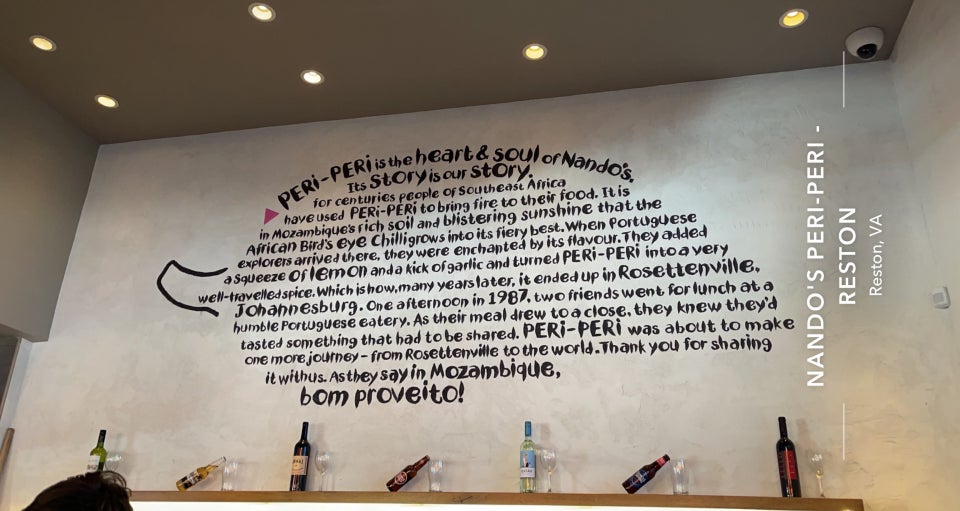 PERi-PERi is the heart & soul of Nando's.
Its Story is our story.
for centuries people of Southeast Africa
have used PERi-PERi to bring fire to their food. It is
in Mozambique's rich soil and blistering sunshine that the
African Bird's eye Chilli grows into its fiery best. When Portuguese
explorers arrived there, they were enchanted by its flavour. They added
a squeeze of lemon and a kick of garlic and turned PERi-PERi into a very
well-travelled spice. Which is how, many years later, it ended up in Rosettenville,
Johannesburg. One afternoon in 1987, two friends went for lunch at a
humble Portuguese eatery. As their meal drew to a close, they knew they'd
tasted something that had to be shared. PERi-PERi was about to make
one more journey - from Rosettenville to the world. Thank you for sharing
it with us. As they say in Mozambique,
bom proveito!
NANDO'S PERI-PERI -
RESTON
Reston, VA